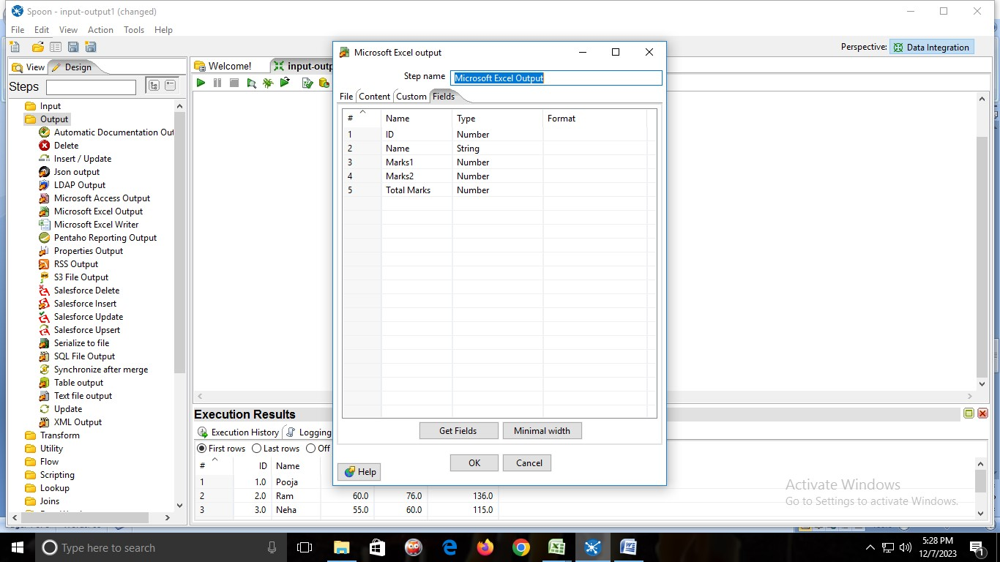 Spoon - input-output1 (changed)
File Edit View Action Tools Help
Perspective: Data Integration
View Design
Welcome! input-outp
Steps
Input
Output
Automatic Documentation Out
Delete
Insert / Update
Json output
LDAP Output
Microsoft Access Output
Microsoft Excel Output
Microsoft Excel Writer
Pentaho Reporting Output
Properties Output
RSS Output
S3 File Output
Salesforce Delete
Salesforce Insert
Salesforce Update
Salesforce Upsert
Serialize to file
SQL File Output
Synchronize after merge
Table output
Text file output
Update
XML Output
Transform
Utility
Flow
Scripting
Lookup
Joins
Microsoft Excel output
Step name Microsoft Excel Output
File Content Custom Fields
# Name Type Format
1 ID Number
2 Name String
3 Marks1 Number
4 Marks2 Number
5 Total Marks Number
Get Fields Minimal width
OK Cancel
Help
Execution Results
Execution History Logging
First rows Last rows Off
# ID Name
1 1.0 Pooja
2 2.0 Ram 60.0 76.0 136.0
3 3.0 Neha 55.0 60.0 115.0
Activate Windows
Go to Settings to activate Windows.
Type here to search
5:28 PM
12/7/2023
1